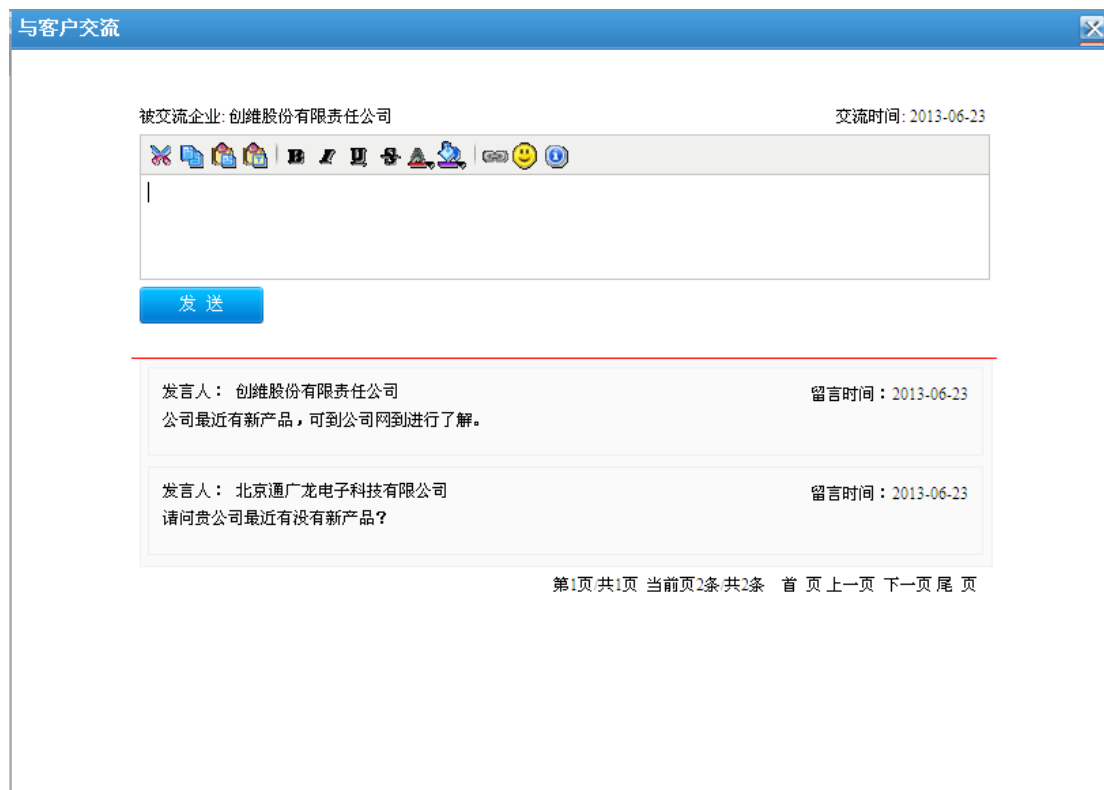 与客户交流
被交流企业: 创维股份有限责任公司
交流时间: 2013-06-23
发 送
发言人： 创维股份有限责任公司
留言时间：2013-06-23
公司最近有新产品，可到公司网到进行了解。
发言人： 北京通广龙电子科技有限公司
留言时间：2013-06-23
请问贵公司最近有没有新产品?
第1页/共1页 当前页2条/共2条 首 页 上一页 下一页 尾 页